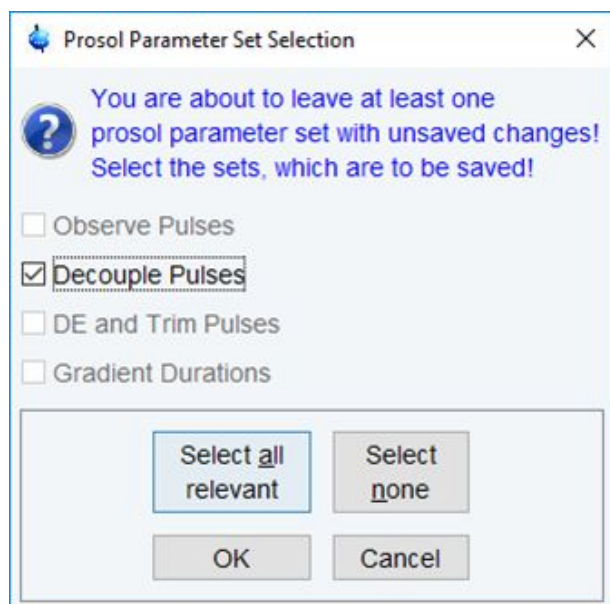 Prosol Parameter Set Selection
You are about to leave at least one
prosol parameter set with unsaved changes!
Select the sets, which are to be saved!
Observe Pulses
Decouple Pulses
DE and Trim Pulses
Gradient Durations
Select all
relevant
Select
none
OK
Cancel